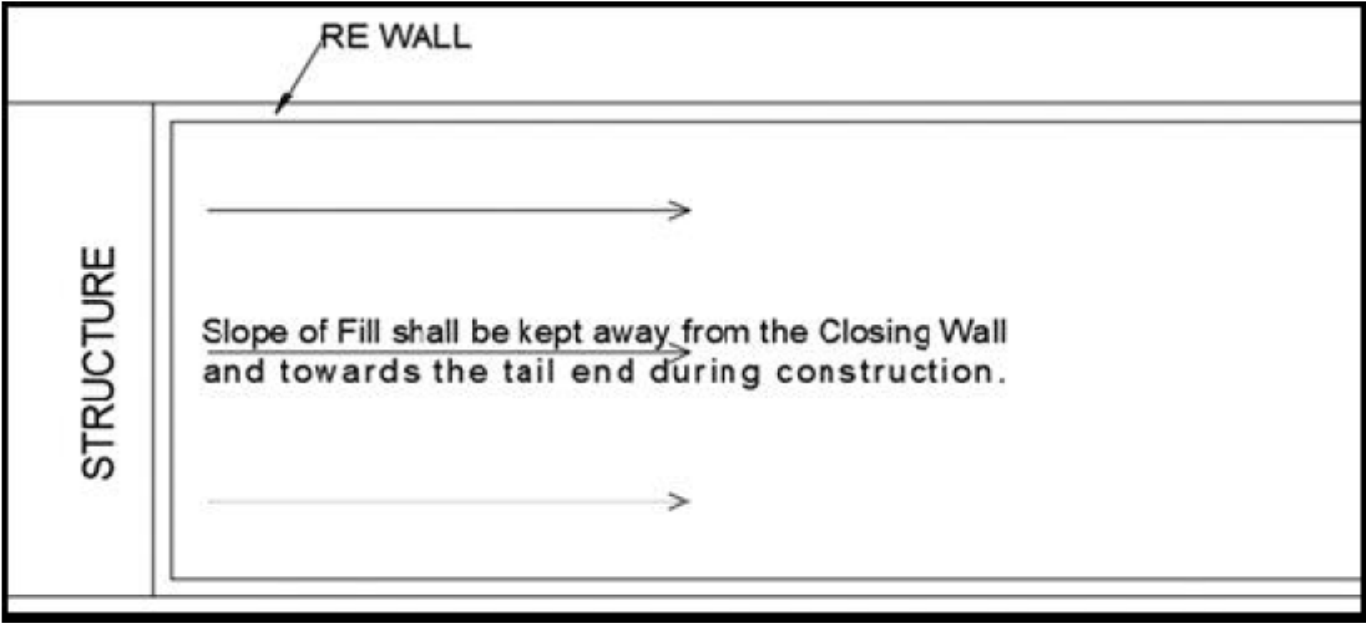 RE WALL
STRUCTURE
Slope of Fill shall be kept away from the Closing Wall
and towards the tail end during construction.